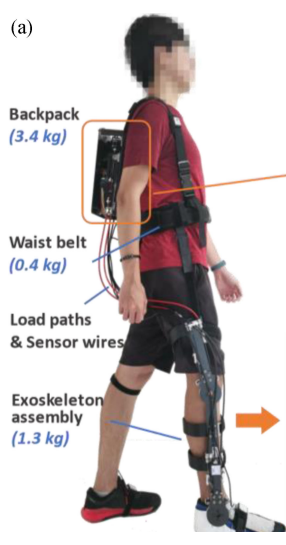 (a)
Backpack
(3.4 kg)
Waist belt
(0.4 kg)
Load paths
& Sensor wires
Exoskeleton
assembly
(1.3 kg)